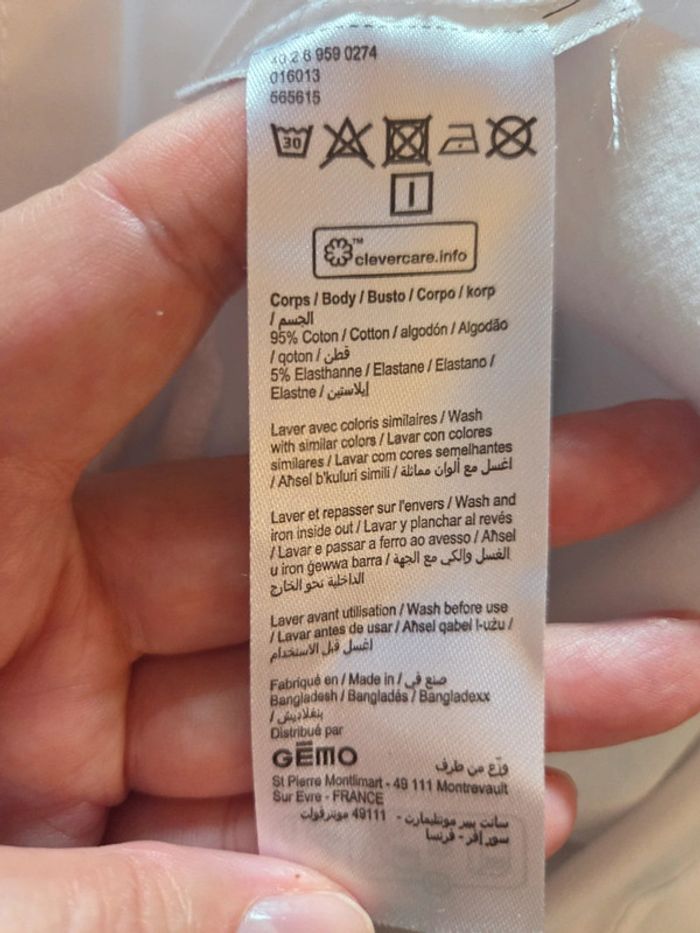 40 2 6 959 0274
016013
565615
30
™
clevercare.info
Corps / Body / Busto / Corpo / korp
/ الجسم
95% Coton / Cotton / algodón / Algodão
/ qoton / قطن
5% Elasthanne / Elastane / Elastano /
Elastne / إيلاستين
Laver avec coloris similaires / Wash
with similar colors / Lavar con colores
similares / Lavar com cores semelhantes
/ Aħsel b'kuluri simili / اغسل مع ألوان مماثلة
Laver et repasser sur l'envers / Wash and
iron inside out / Lavar y planchar al revés
/ Lavar e passar a ferro ao avesso / Aħsel
u iron ġewwa barra / الغسل والكي مع الجهة
الداخلية نحو الخارج
Laver avant utilisation / Wash before use
/ Lavar antes de usar / Aħsel qabel l-użu /
اغسل قبل الاستخدام
Fabriqué en / Made in / صنع في
Bangladesh / Bangladés / Bangladexx
/ بنغلاديش
Distribué par
GĒMO وزّع من طرف
St Pierre Montlimart - 49 111 Montrevault
Sur Evre - FRANCE
سانت بيير مونتليمارت - 49111 مونترفولت
سور إفر - فرنسا